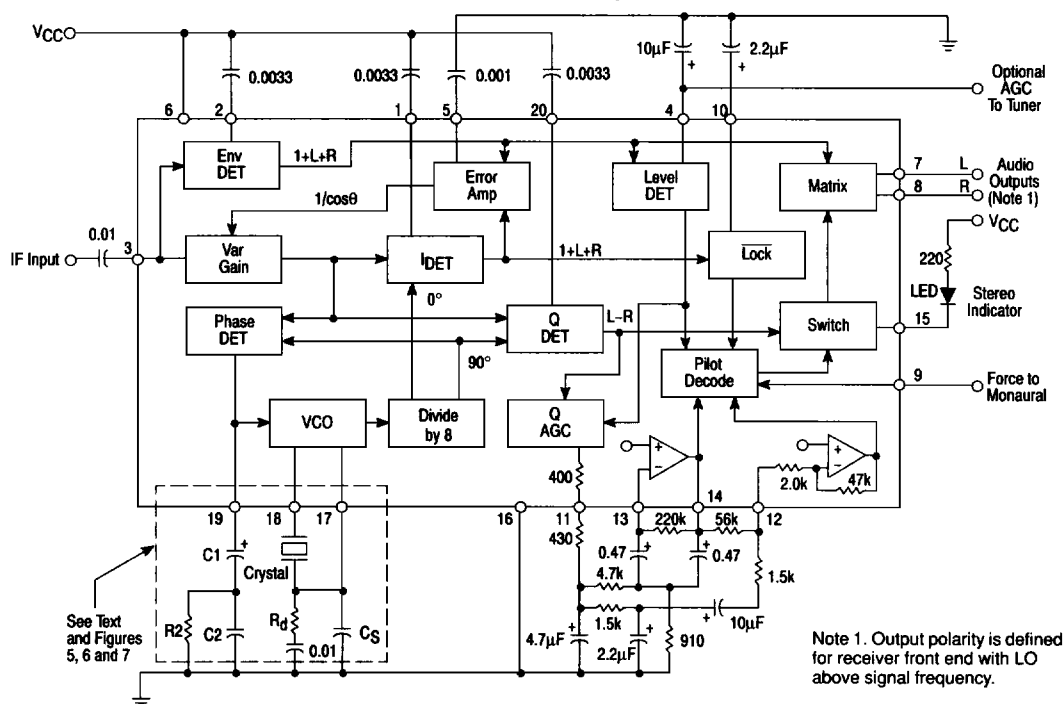 VCC
10µF
2.2µF
0.0033
0.0033
0.001
0.0033
Optional
AGC
To Tuner
6
2
1
5
20
4
10
Env
DET
1+L+R
Error
Amp
Level
DET
Matrix
7
L
8
R
Audio
Outputs
(Note 1)
1/cosθ
VCC
0.01
IF Input
3
Var
Gain
IDET
1+L+R
Lock
220
LED
Stereo
Indicator
0°
Phase
DET
Q
DET
L–R
Switch
15
90°
Pilot
Decode
9
Force to
Monaural
VCO
Divide
by 8
Q
AGC
+
–
+
–
400
2.0k
47k
14
19
18
17
16
11
13
220k
56k
12
430
C1
+
Crystal
0.47
+
+
0.47
4.7k
1.5k
See Text
and Figures
5, 6 and 7
R2
C2
Rd
0.01
CS
1.5k
+
10µF
4.7µF
+
2.2µF
+
910
Note 1. Output polarity is defined
for receiver front end with LO
above signal frequency.